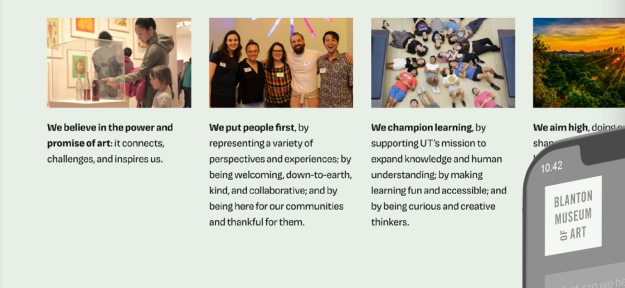 We believe in the power and
promise of art: it connects,
challenges, and inspires us.
We put people first, by
representing a variety of
perspectives and experiences; by
being welcoming, down-to-earth,
kind, and collaborative; and by
being here for our communities
and thankful for them.
We champion learning, by
supporting UT's mission to
expand knowledge and human
understanding; by making
learning fun and accessible; and
by being curious and creative
thinkers.
We aim high, doing
10.42
BLANTON
MUSEUM
OF ART
can we